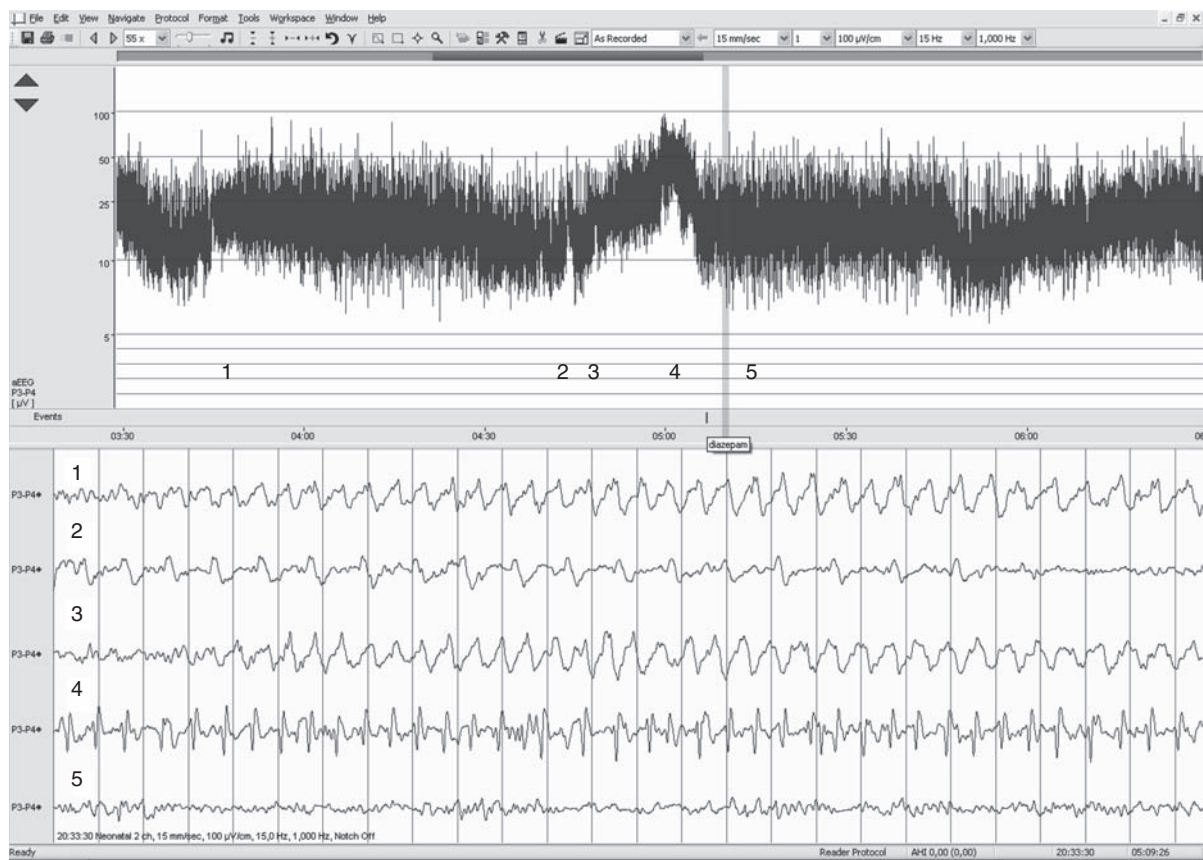 File Edit View Navigate Protocol Format Tools Workspace Window Help
55 x As Recorded 15 mm/sec 1 100 µV/cm 15 Hz 1,000 Hz
100
50
25
10
5
1 2 3 4 5
aEEG
P3-P4
[ µV ]
Events
03:30 04:00 04:30 05:00 05:30 06:00
diazepam
1
P3-P4
2
P3-P4
3
P3-P4
4
P3-P4
5
P3-P4
20:33:30 Neonatal 2 ch, 15 mm/sec, 100 µV/cm, 15,0 Hz, 1,000 Hz, Notch Off
Ready Reader Protocol AHI 0,00 (0,00) 20:33:30 05:09:26